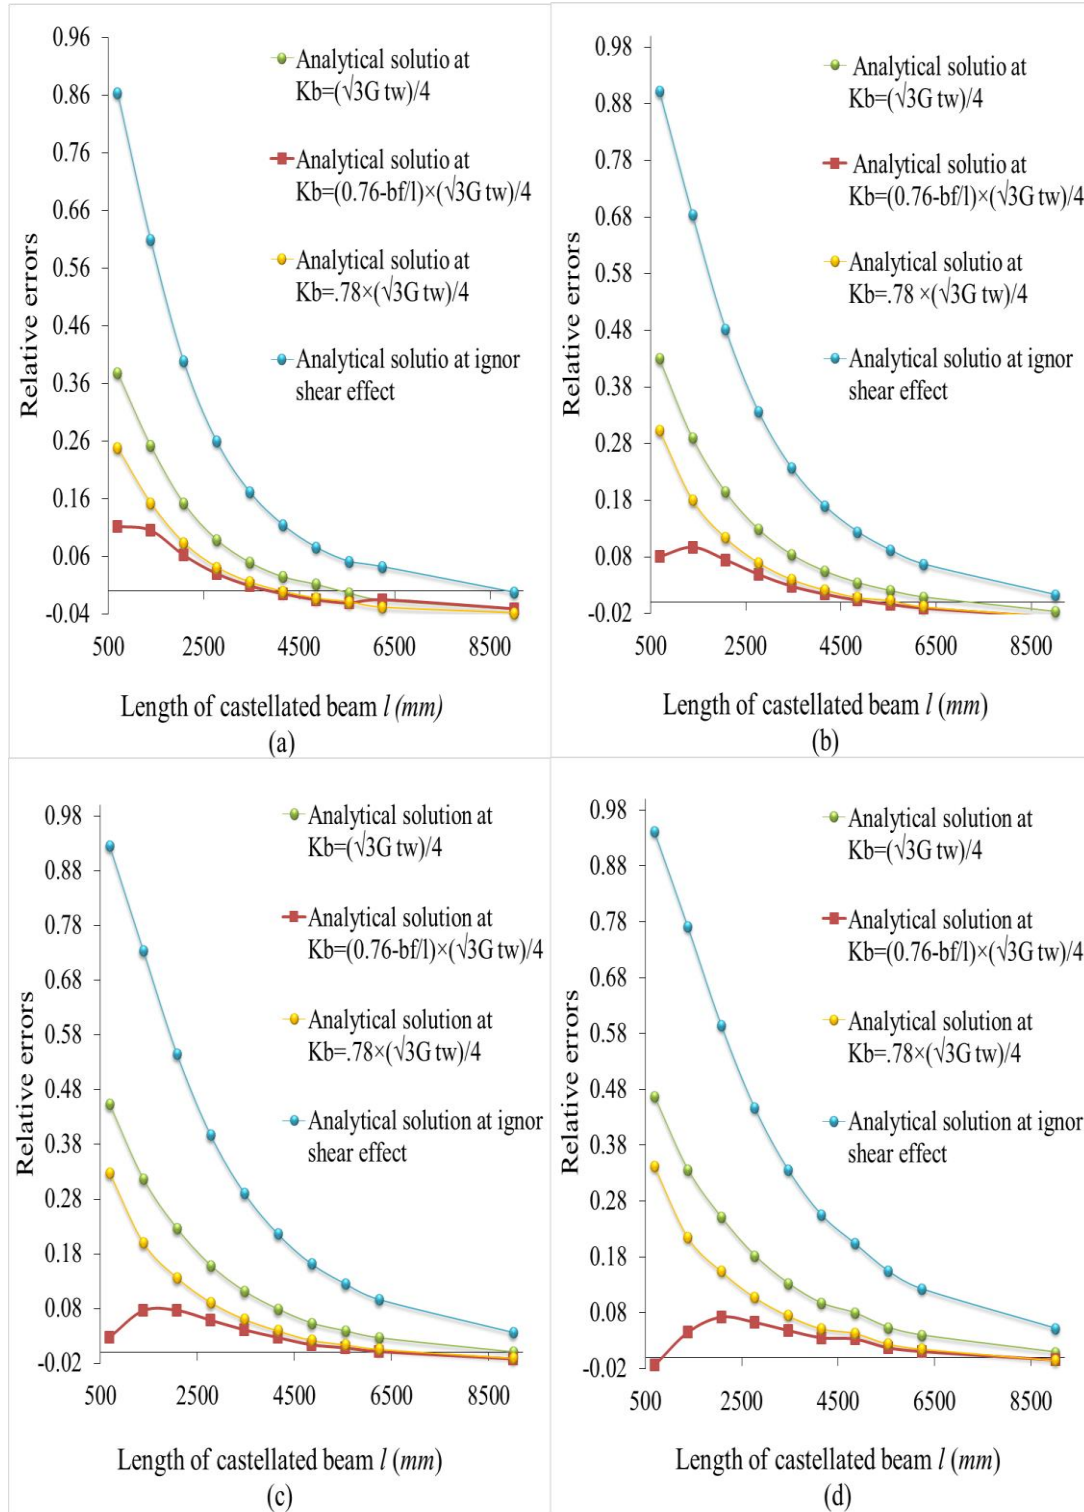 0.96
0.86
0.76
0.66
0.56
0.46
0.36
0.26
0.16
0.06
-0.04
Relative errors
Analytical solutio at
Kb=(√3G tw)/4
Analytical solutio at
Kb=(0.76-bf/l)×(√3G tw)/4
Analytical solutio at
Kb=.78×(√3G tw)/4
Analytical solutio at ignor
shear effect
500 2500 4500 6500 8500
Length of castellated beam l (mm)
(a)
0.98
0.88
0.78
0.68
0.58
0.48
0.38
0.28
0.18
0.08
-0.02
Relative errors
Analytical solutio at
Kb=(√3G tw)/4
Analytical solutio at
Kb=(0.76-bf/l)×(√3G tw)/4
Analytical solutio at
Kb=.78 ×(√3G tw)/4
Analytical solutio at ignor
shear effect
500 2500 4500 6500 8500
Length of castellated beam l (mm)
(b)
0.98
0.88
0.78
0.68
0.58
0.48
0.38
0.28
0.18
0.08
-0.02
Relative errors
Analytical solution at
Kb=(√3G tw)/4
Analytical solution at
Kb=(0.76-bf/l)×(√3G tw)/4
Analytical solution at
Kb=.78×(√3G tw)/4
Analytical solution at ignor
shear effect
500 2500 4500 6500 8500
Length of castellated beam l (mm)
(c)
0.98
0.88
0.78
0.68
0.58
0.48
0.38
0.28
0.18
0.08
-0.02
Relative errors
Analytical solution at
Kb=(√3G tw)/4
Analytical solution at
Kb=(0.76-bf/l)×(√3G tw)/4
Analytical solution at
Kb=.78×(√3G tw)/4
Analytical solution at ignor
shear effect
500 2500 4500 6500 8500
Length of castellated beam l (mm)
(d)